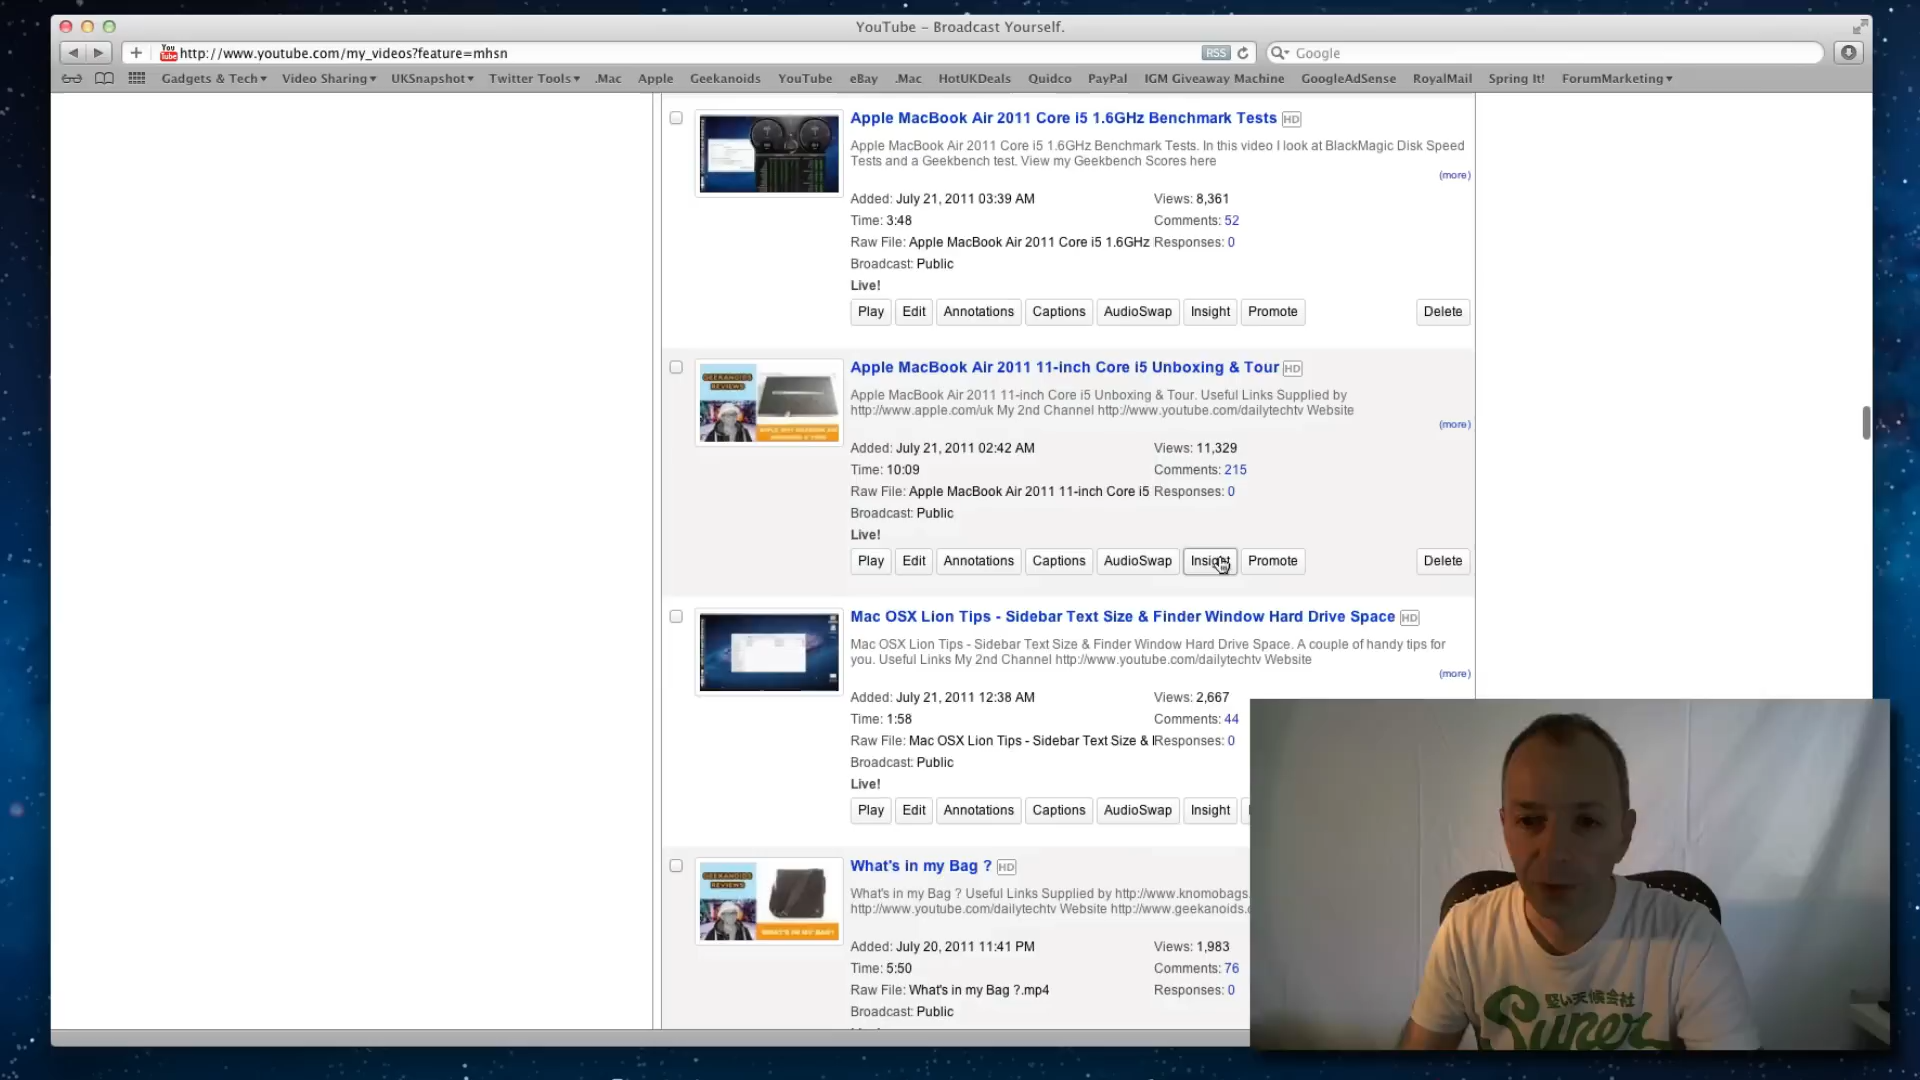 YouTube – Broadcast Yourself.
http://www.youtube.com/my_videos?feature=mhsn RSS Google
Gadgets & Tech Video Sharing UKSnapshot Twitter Tools .Mac Apple Geekanoids YouTube eBay .Mac HotUKDeals Quidco PayPal IGM Giveaway Machine GoogleAdSense RoyalMail Spring It! ForumMarketing
Apple MacBook Air 2011 Core i5 1.6GHz Benchmark Tests HD
Apple MacBook Air 2011 Core i5 1.6GHz Benchmark Tests. In this video I look at BlackMagic Disk Speed
Tests and a Geekbench test. View my Geekbench Scores here
(more)
Added: July 21, 2011 03:39 AM Views: 8,361
Time: 3:48 Comments: 52
Raw File: Apple MacBook Air 2011 Core i5 1.6GHz Responses: 0
Broadcast: Public
Live!
Play Edit Annotations Captions AudioSwap Insight Promote Delete
Apple MacBook Air 2011 11-inch Core i5 Unboxing & Tour HD
GEEKANOIDS
REVIEWS
Apple MacBook Air 2011 11-inch Core i5 Unboxing & Tour. Useful Links Supplied by
http://www.apple.com/uk My 2nd Channel http://www.youtube.com/dailytechtv Website
(more)
Added: July 21, 2011 02:42 AM Views: 11,329
Time: 10:09 Comments: 215
Raw File: Apple MacBook Air 2011 11-inch Core i5 Responses: 0
Broadcast: Public
Live!
Play Edit Annotations Captions AudioSwap Insight Promote Delete
Mac OSX Lion Tips - Sidebar Text Size & Finder Window Hard Drive Space HD
Mac OSX Lion Tips - Sidebar Text Size & Finder Window Hard Drive Space. A couple of handy tips for
you. Useful Links My 2nd Channel http://www.youtube.com/dailytechtv Website
(more)
Added: July 21, 2011 12:38 AM Views: 2,667
Time: 1:58 Comments: 44
Raw File: Mac OSX Lion Tips - Sidebar Text Size & Responses: 0
Broadcast: Public
Live!
Play Edit Annotations Captions AudioSwap Insight
What's in my Bag ? HD
GEEKANOIDS
REVIEWS
WHAT'S IN MY BAG?
What's in my Bag ? Useful Links Supplied by http://www.knomobags.
http://www.youtube.com/dailytechtv Website http://www.geekanoids.c
Added: July 20, 2011 11:41 PM Views: 1,983
Time: 5:50 Comments: 76
Raw File: What's in my Bag ?.mp4 Responses: 0
Broadcast: Public
堅い天候会社
Super